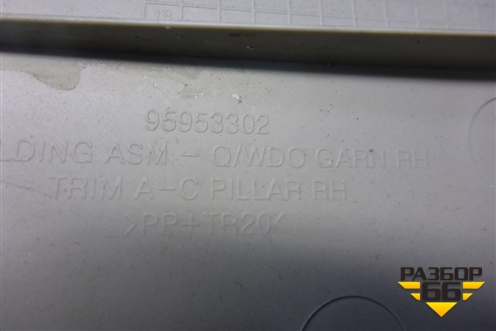 95953302
LDING ASM - Q/WDO GARN RH
TRIM A-C PILLAR RH
>PP+TR20<
РАЗБОР
66